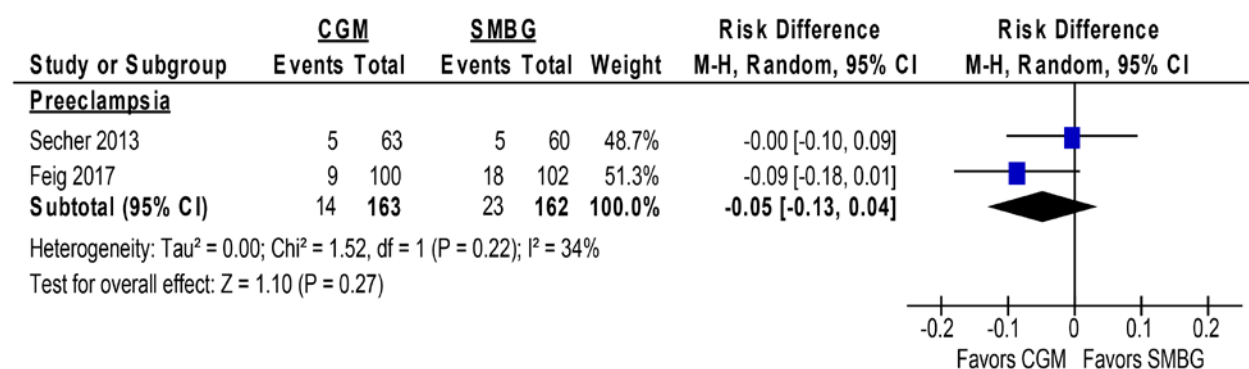 CGM SMBG Risk Difference Risk Difference
Study or Subgroup Events Total Events Total Weight M-H, Random, 95% CI M-H, Random, 95% CI
Preeclampsia
Secher 2013 5 63 5 60 48.7% -0.00 [-0.10, 0.09]
Feig 2017 9 100 18 102 51.3% -0.09 [-0.18, 0.01]
Subtotal (95% CI) 14 163 23 162 100.0% -0.05 [-0.13, 0.04]
Heterogeneity: Tau² = 0.00; Chi² = 1.52, df = 1 (P = 0.22); I² = 34%
Test for overall effect: Z = 1.10 (P = 0.27)
-0.2 -0.1 0 0.1 0.2
Favors CGM Favors SMBG